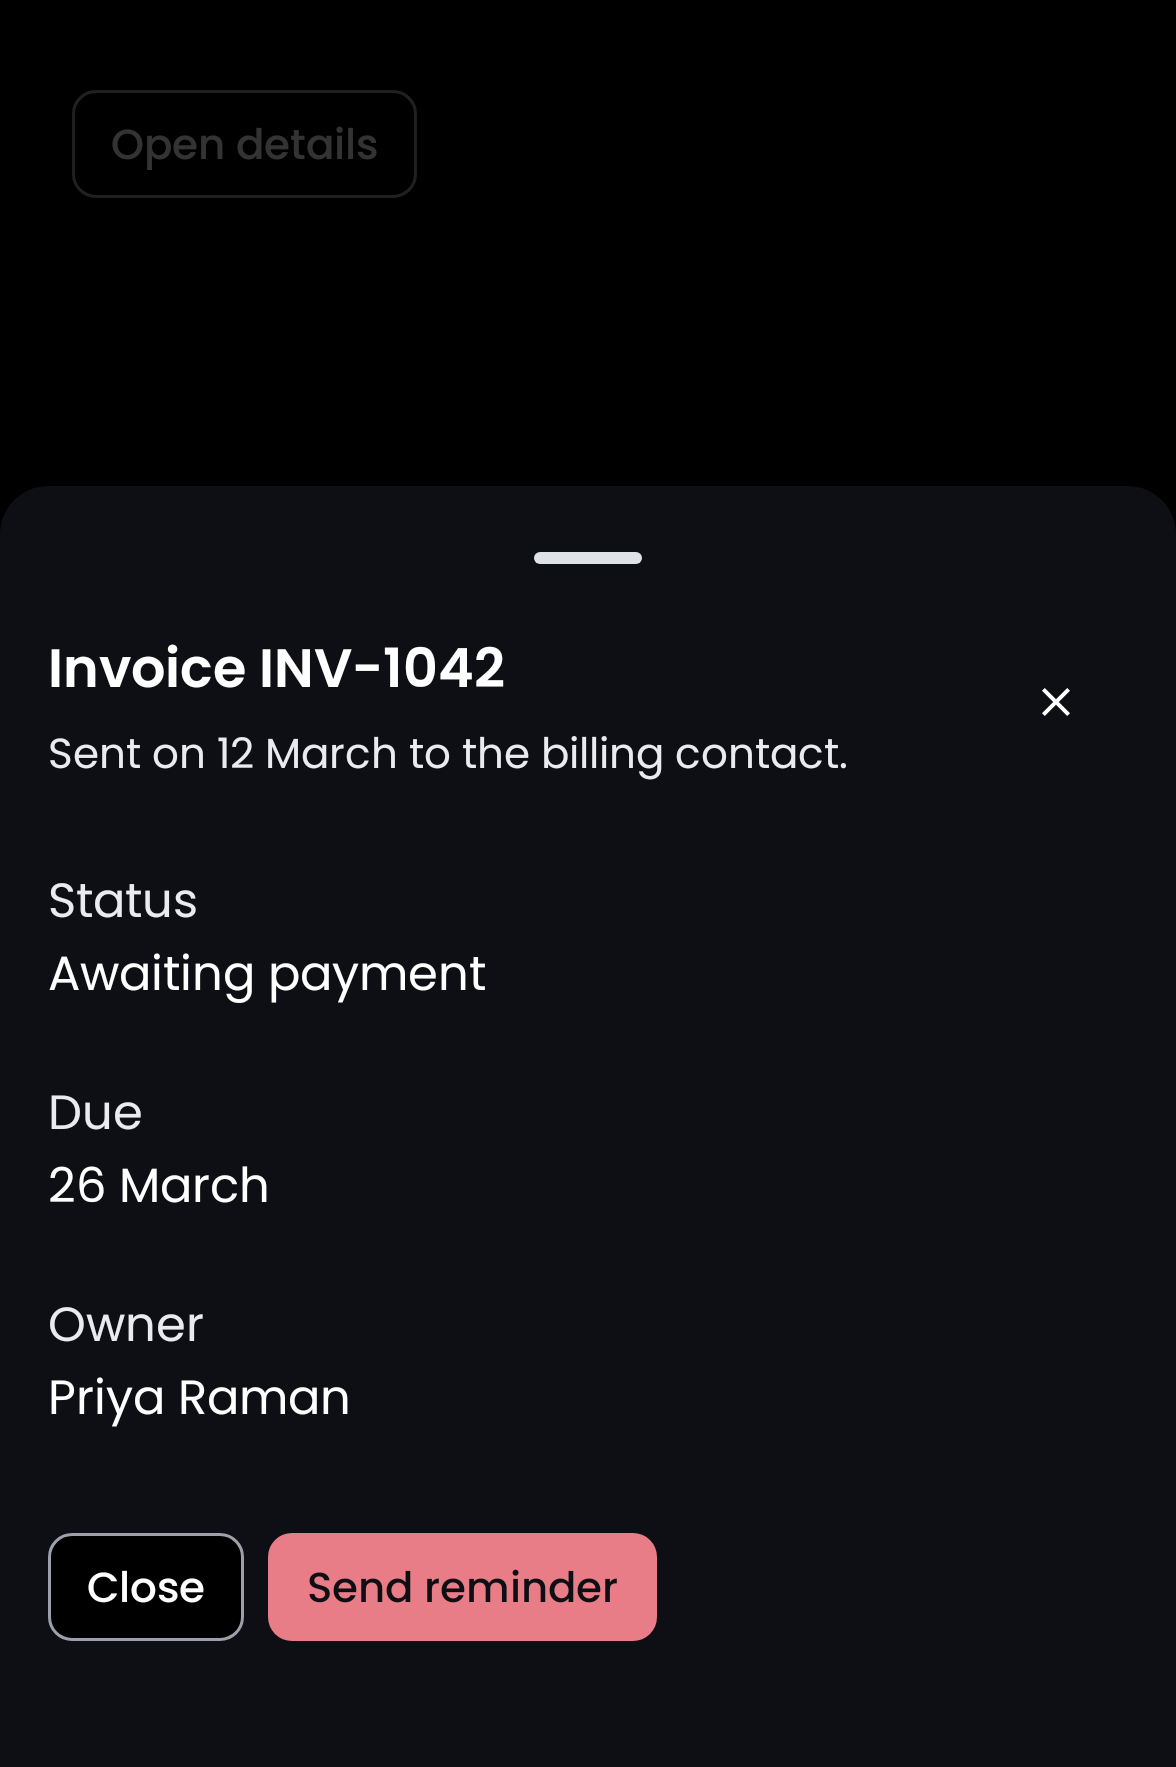 Open details
Invoice INV-1042
Sent on 12 March to the billing contact.
Status
Awaiting payment
Due
26 March
Owner
Priya Raman
Close
Send reminder